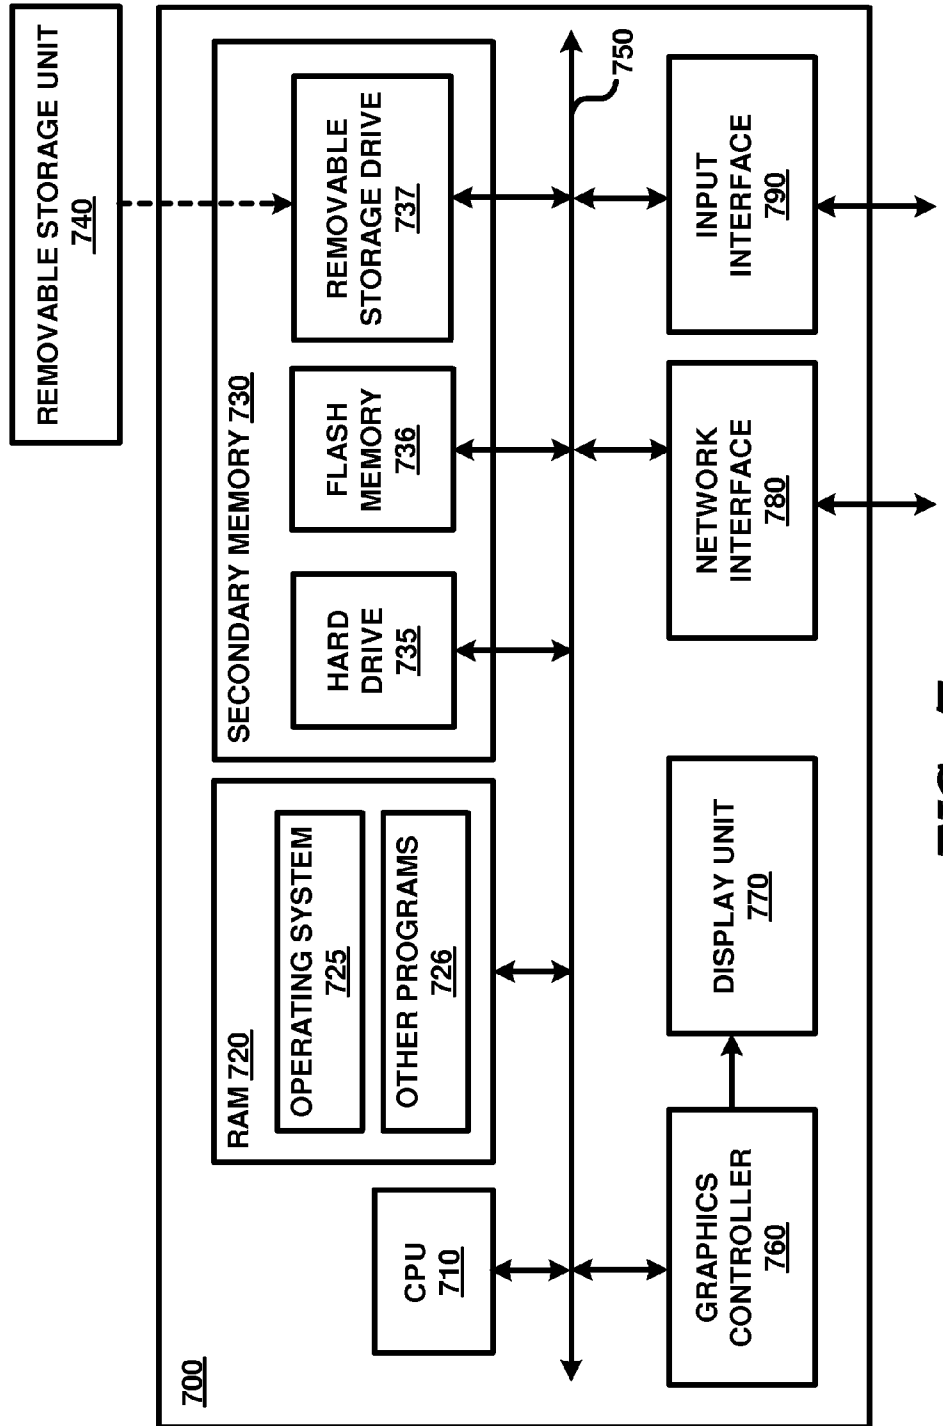 REMOVABLE STORAGE UNIT
740
700
CPU
710
RAM 720
OPERATING SYSTEM
725
OTHER PROGRAMS
726
SECONDARY MEMORY 730
HARD
DRIVE
735
FLASH
MEMORY
736
REMOVABLE
STORAGE DRIVE
737
750
GRAPHICS
CONTROLLER
760
DISPLAY UNIT
770
NETWORK
INTERFACE
780
INPUT
INTERFACE
790